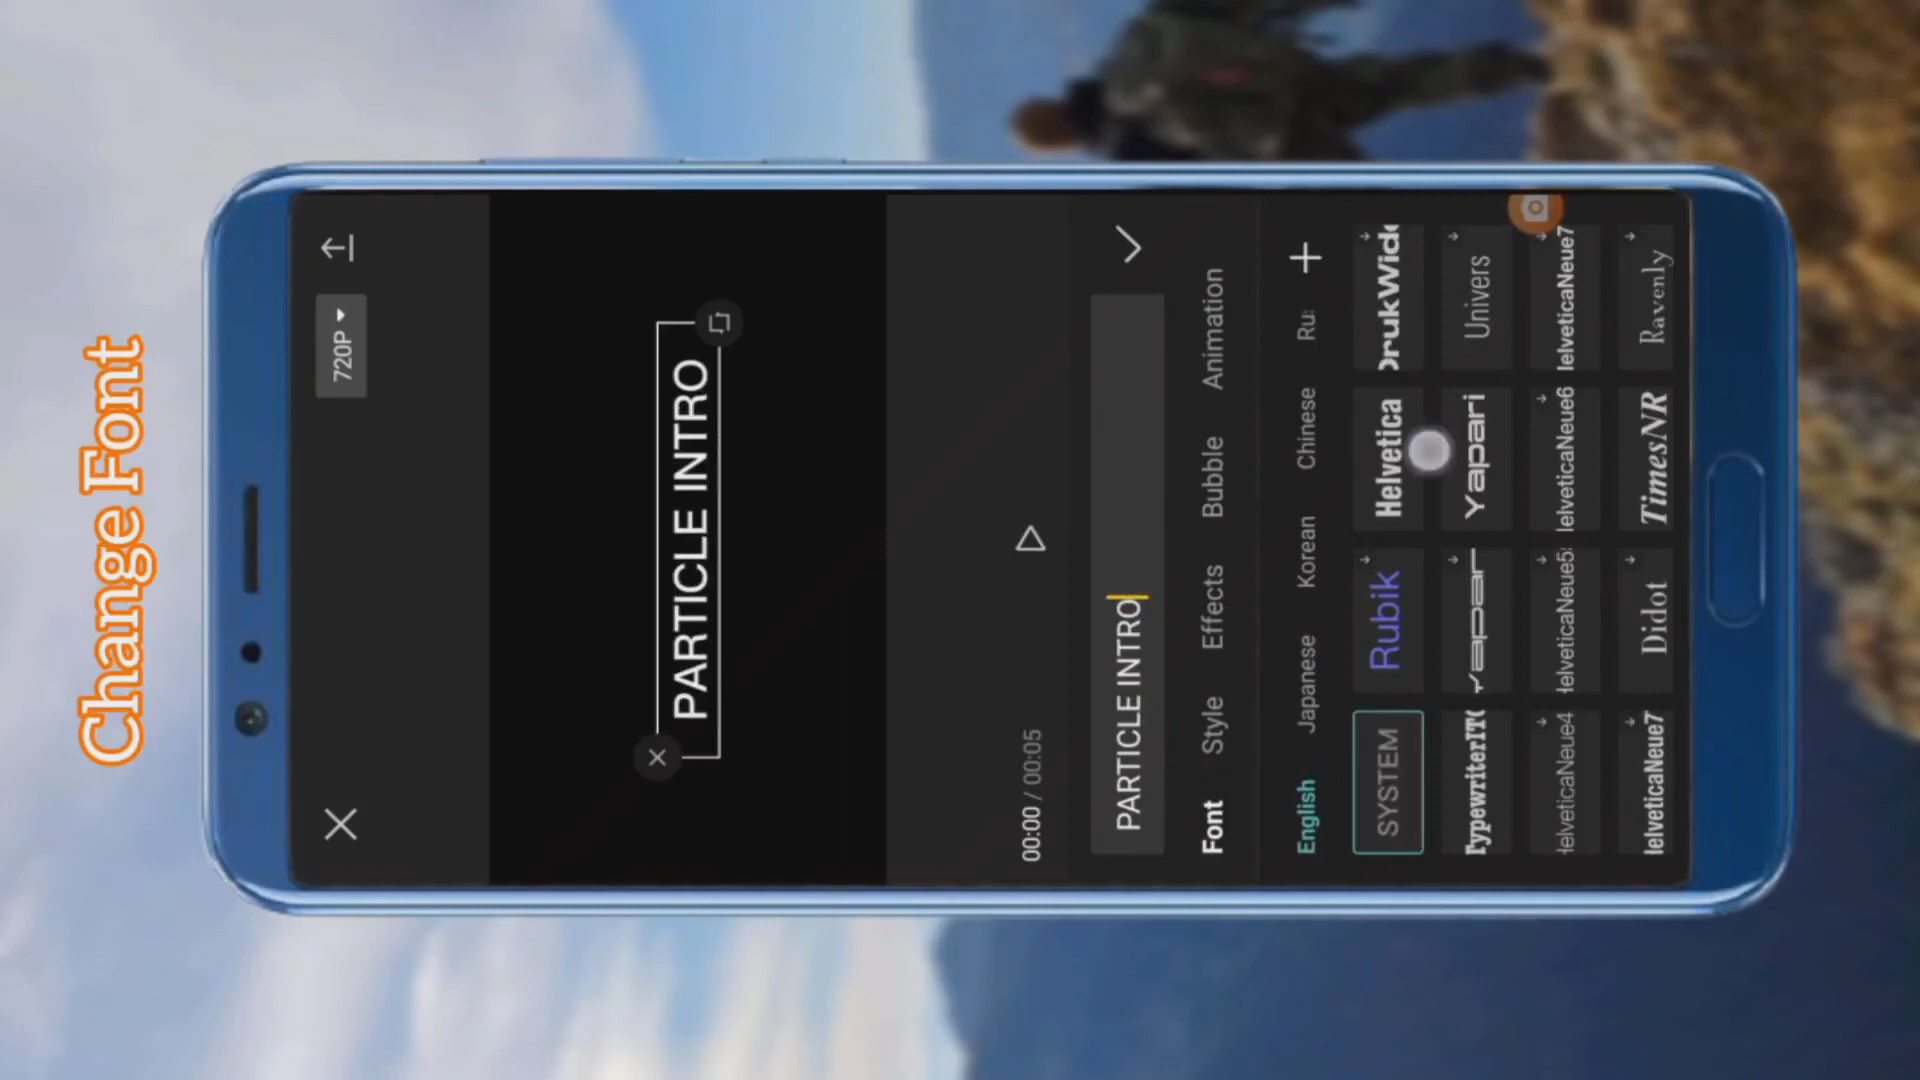 Change Font
720P
PARTICLE INTRO
00:00 / 00:05
PARTICLE INTRO
Font Style Effects Bubble Animation
English Japanese Korean Chinese Ru
SYSTEM Rubik Helvetica DrukWide
TypewriterIT Yapari Yapari Univers
HelveticaNeue4 HelveticaNeue5 HelveticaNeue6 HelveticaNeue7
HelveticaNeue7 Didot TimesNR Ravenly